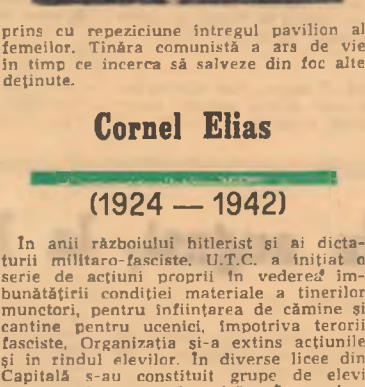 prins cu repeziciune întregul pavilion al
femeilor. Tînăra comunistă a ars de vie
în timp ce încerca să salveze din foc alte
deținute.
Cornel Elias
(1924 — 1942)
În anii războiului hitlerist și ai dicta-
turii militaro-fasciste. U.T.C. a inițiat o
serie de acțiuni proprii în vederea îm-
bunătățirii condiției materiale a tinerilor
munctori, pentru înființarea de cămine și
cantine pentru ucenici, împotriva terorii
fasciste, Organizația și-a extins acțiunile
și în rîndul elevilor. În diverse licee din
Capitală s-au constituit grupe de elevi